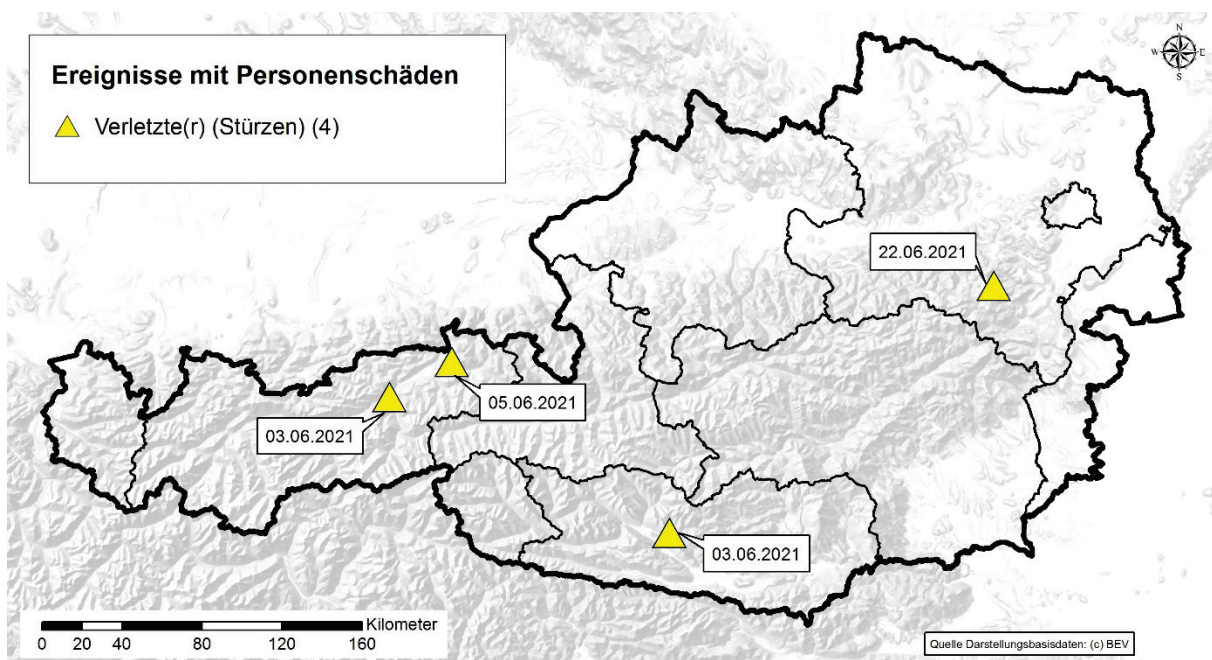 Ereignisse mit Personenschäden
Verletzte(r) (Stürzen) (4)
N
W E
S
22.06.2021
05.06.2021
03.06.2021
03.06.2021
Kilometer
0 20 40 80 120 160
Quelle Darstellungsbasisdaten: (c) BEV